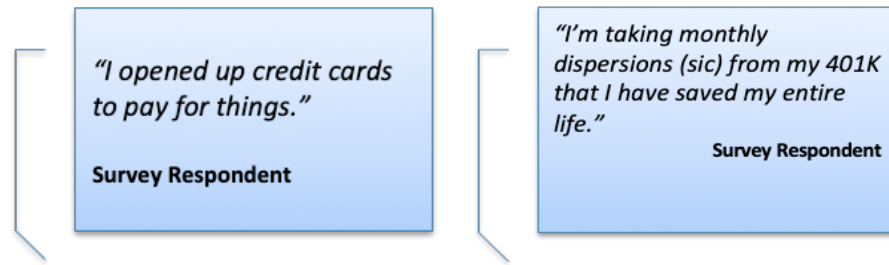 “I opened up credit cards
to pay for things.”
Survey Respondent
“I’m taking monthly
dispersions (sic) from my 401K
that I have saved my entire
life.”
Survey Respondent